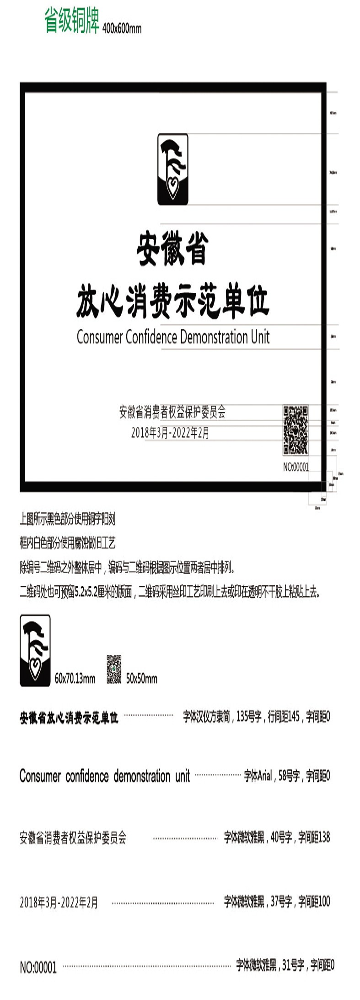 省级铜牌 400x600mm
安徽省
放心消费示范单位
Consumer Confidence Demonstration Unit
安徽省消费者权益保护委员会
2018年3月-2022年2月
NO:00001
上图所示黑色部分使用铜字阳刻
框内白色部分使用腐蚀做旧工艺
除编号二维码之外整体居中，编码与二维码根据图示位置两者居中排列。
二维码处也可预留5.2x5.2厘米的版面，二维码采用丝印工艺印刷上去或印在透明不干胶上粘贴上去。
60x70.13mm 50x50mm
安徽省放心消费示范单位 字体汉仪方隶简，135号字，行间距145，字间距0
Consumer confidence demonstration unit 字体Arial，58号字，字间距0
安徽省消费者权益保护委员会 字体微软雅黑，40号字，字间距138
2018年3月-2022年2月 字体微软雅黑，37号字，字间距100
NO:00001 字体微软雅黑，31号字，字间距0